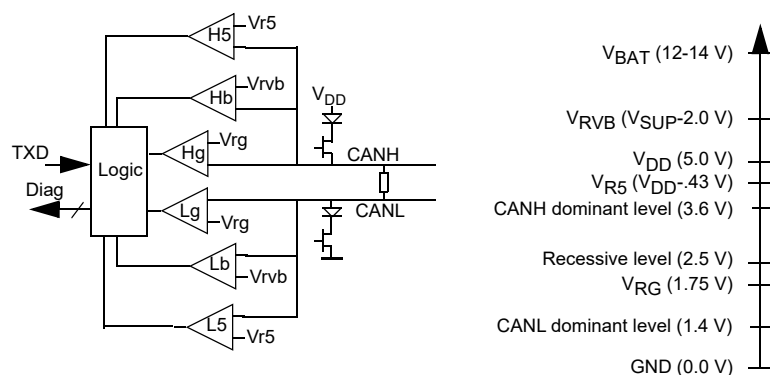 H5
Vr5
Hb
Vrvb
VDD
Hg
Vrg
TXD
Logic
CANH
Diag
Lg
Vrg
CANL
Lb
Vrvb
L5
Vr5
VBAT (12-14 V)
VRVB (VSUP-2.0 V)
VDD (5.0 V)
VR5 (VDD-.43 V)
CANH dominant level (3.6 V)
Recessive level (2.5 V)
VRG (1.75 V)
CANL dominant level (1.4 V)
GND (0.0 V)